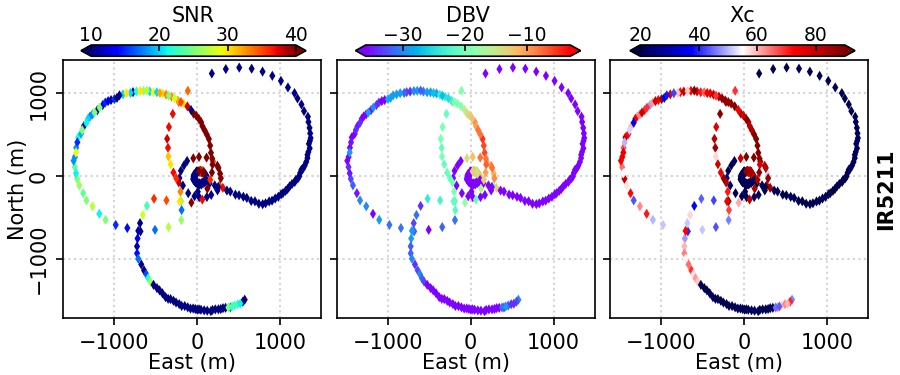 SNR DBV Xc
10 20 30 40 −30 −20 −10 20 40 60 80
1000
0
−1000
North (m)
−1000 0 1000 −1000 0 1000 −1000 0 1000
East (m) East (m) East (m)
IR5211